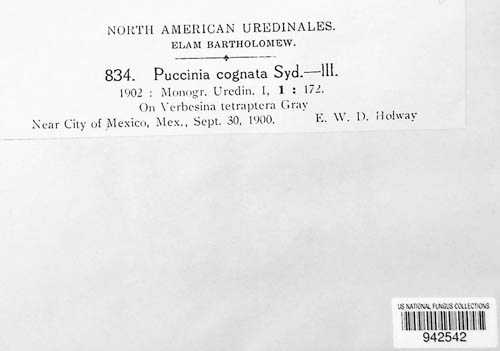 NORTH AMERICAN UREDINALES.
ELAM BARTHOLOMEW.
834. Puccinia cognata Syd.—III.
1902 : Monogr. Uredin. I, 1 : 172.
On Verbesina tetraptera Gray
Near City of Mexico, Mex., Sept. 30, 1900. E. W. D. Holway
US NATIONAL FUNGUS COLLECTIONS
942542